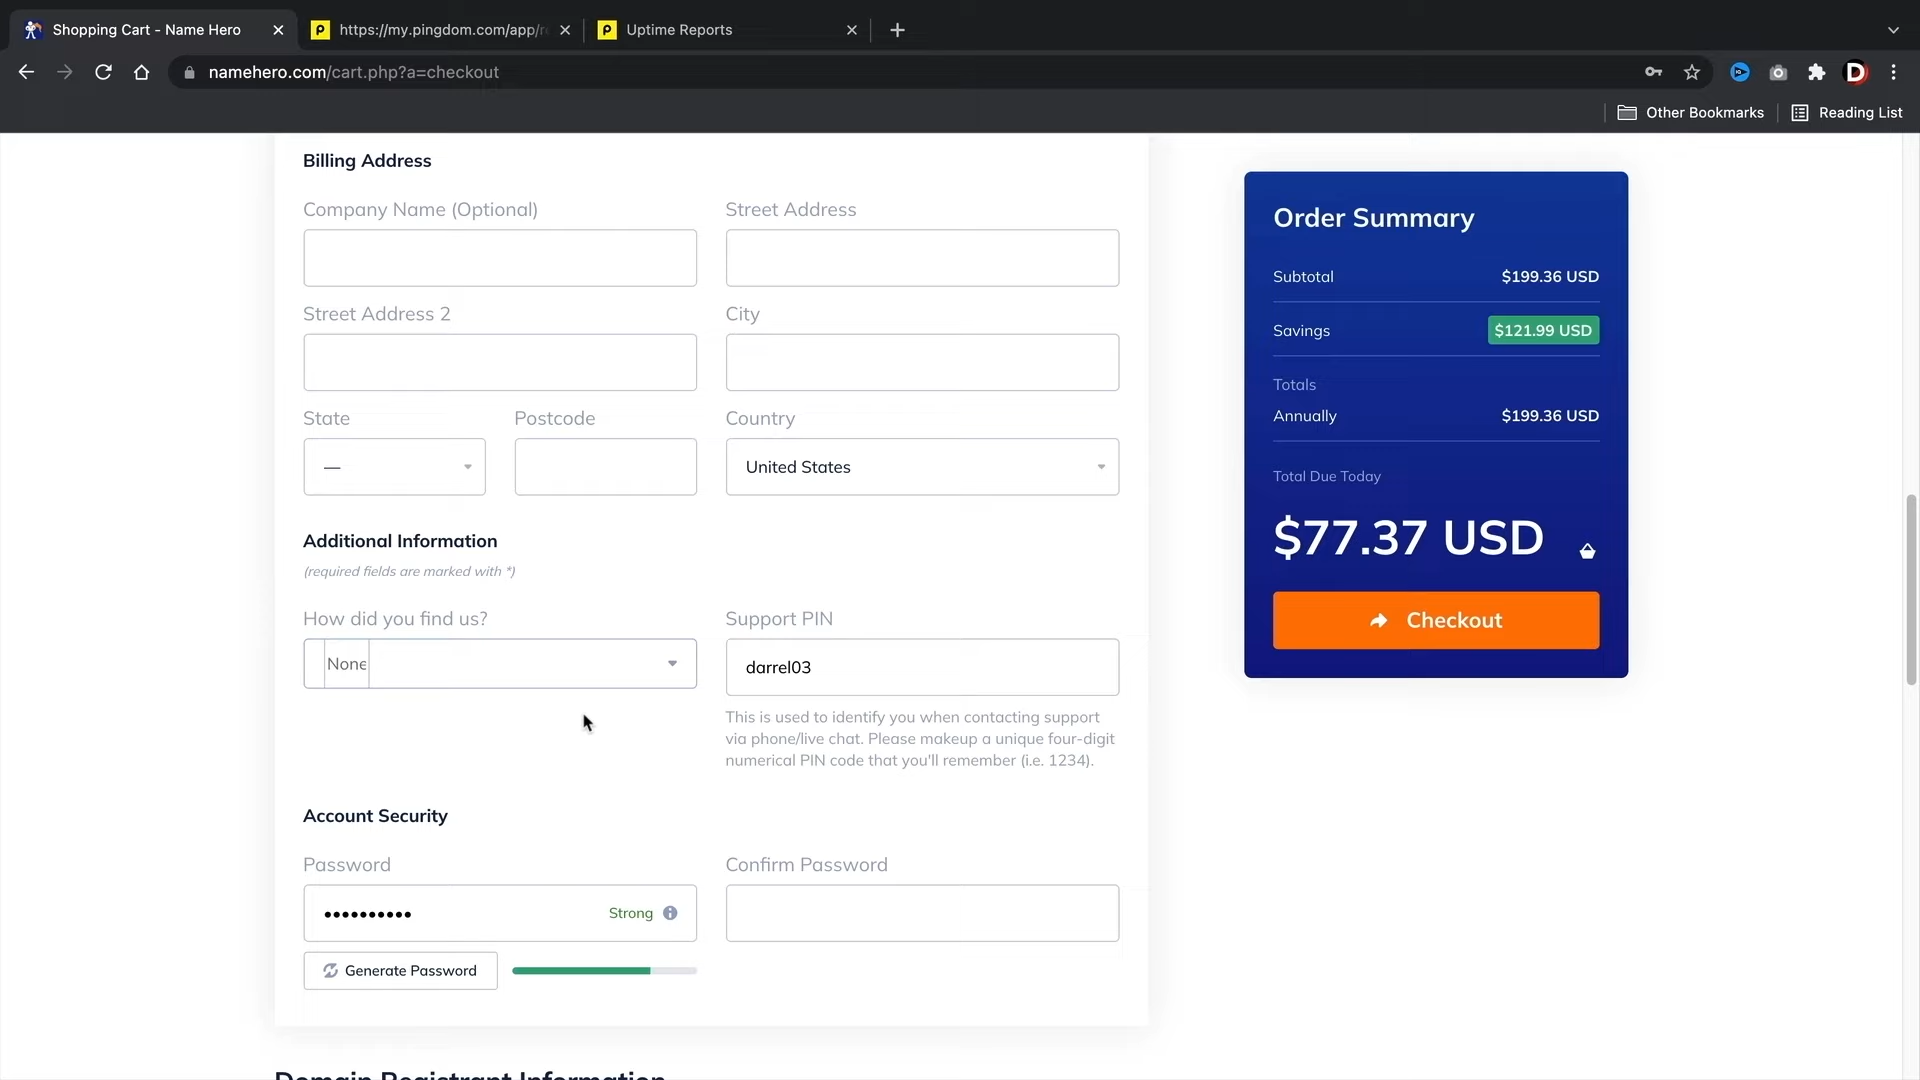 Shopping Cart - Name Hero
https://my.pingdom.com/app/r
Uptime Reports
namehero.com/cart.php?a=checkout
Other Bookmarks
Reading List
Billing Address
Company Name (Optional)
Street Address
Street Address 2
City
State
Postcode
Country
—
United States
Additional Information
(required fields are marked with *)
How did you find us?
Support PIN
None
darrel03
This is used to identify you when contacting support
via phone/live chat. Please makeup a unique four-digit
numerical PIN code that you'll remember (i.e. 1234).
Account Security
Password
Confirm Password
••••••••••
Strong
Generate Password
Domain Registrant Information
Order Summary
Subtotal $199.36 USD
Savings $121.99 USD
Totals
Annually $199.36 USD
Total Due Today
$77.37 USD
Checkout